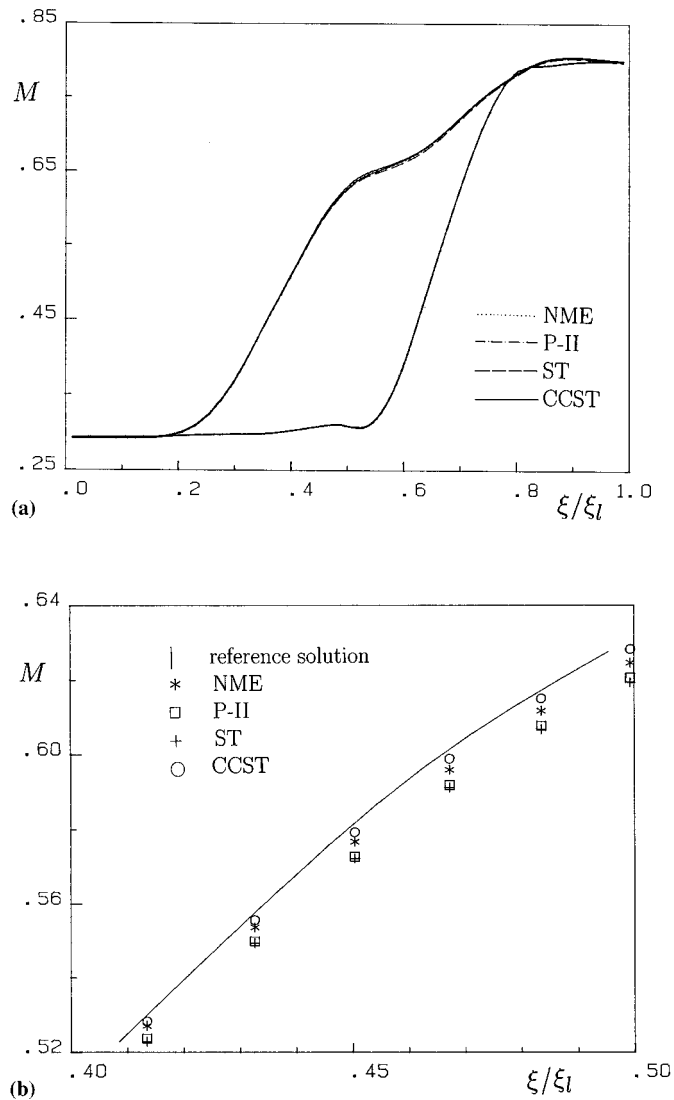 .85
M
.65
.45
NME
P-II
ST
CCST
.25
.0 .2 .4 .6 .8 1.0
(a)
ξ/ξl
.64
reference solution
M
NME
P-II
ST
.60
CCST
.56
.52
.40 .45 .50
(b)
ξ/ξl